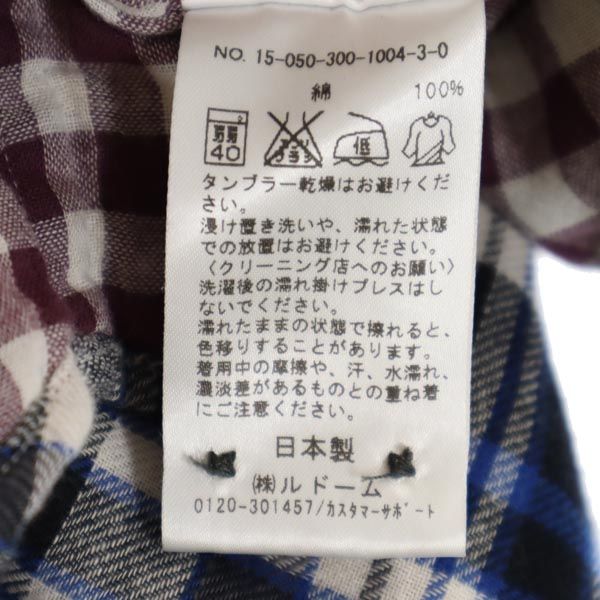 NO. 15-050-300-1004-3-0
綿 100%
弱 40 エンソ サラシ 低
タンブラー乾燥はお避けくだ
さい。
浸け置き洗いや、濡れた状態
での放置はお避けください。
〈クリーニング店へのお願い〉
洗濯後の濡れ掛けプレスはし
ないでください。
濡れたままの状態で擦れると、
色移りすることがあります。
着用中の摩擦や、汗、水濡れ、
濃淡差があるものとの重ね着
にご注意ください。
日本製
㈱ルドーム
0120-301457/カスタマーサポート